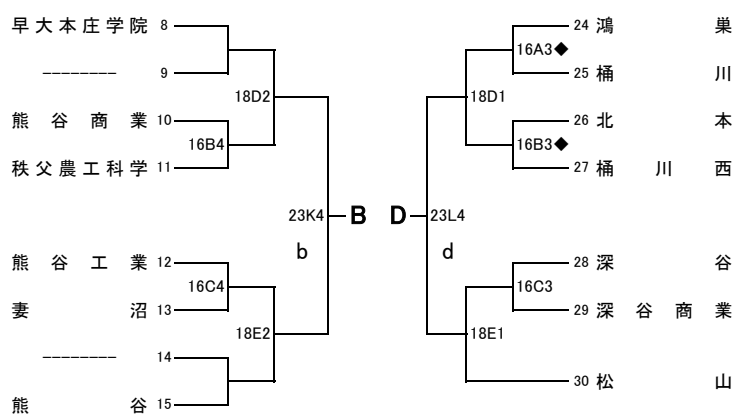 早大本庄学院 8
-------- 9
18D2
熊谷商業 10
16B4
秩父農工科学 11
23K4 B
b
熊谷工業 12
16C4
妻沼 13
18E2
-------- 14
熊谷 15
24 鴻巣
16A3◆
25 桶川
18D1
26 北本
16B3◆
27 桶川西
D 23L4
d
28 深谷
16C3
29 深谷商業
18E1
30 松山